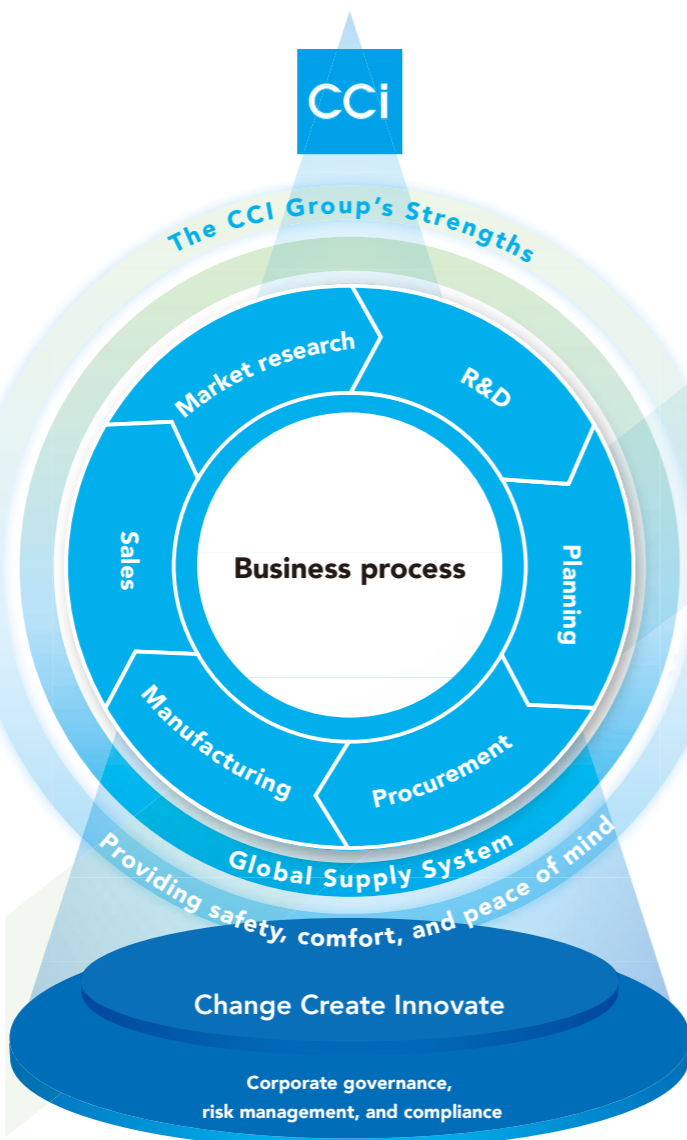 CCi
The CCI Group's Strengths
Market research
R&D
Planning
Procurement
Manufacturing
Sales
Business process
Global Supply System
Providing safety, comfort, and peace of mind
Change Create Innovate
Corporate governance,
risk management, and compliance